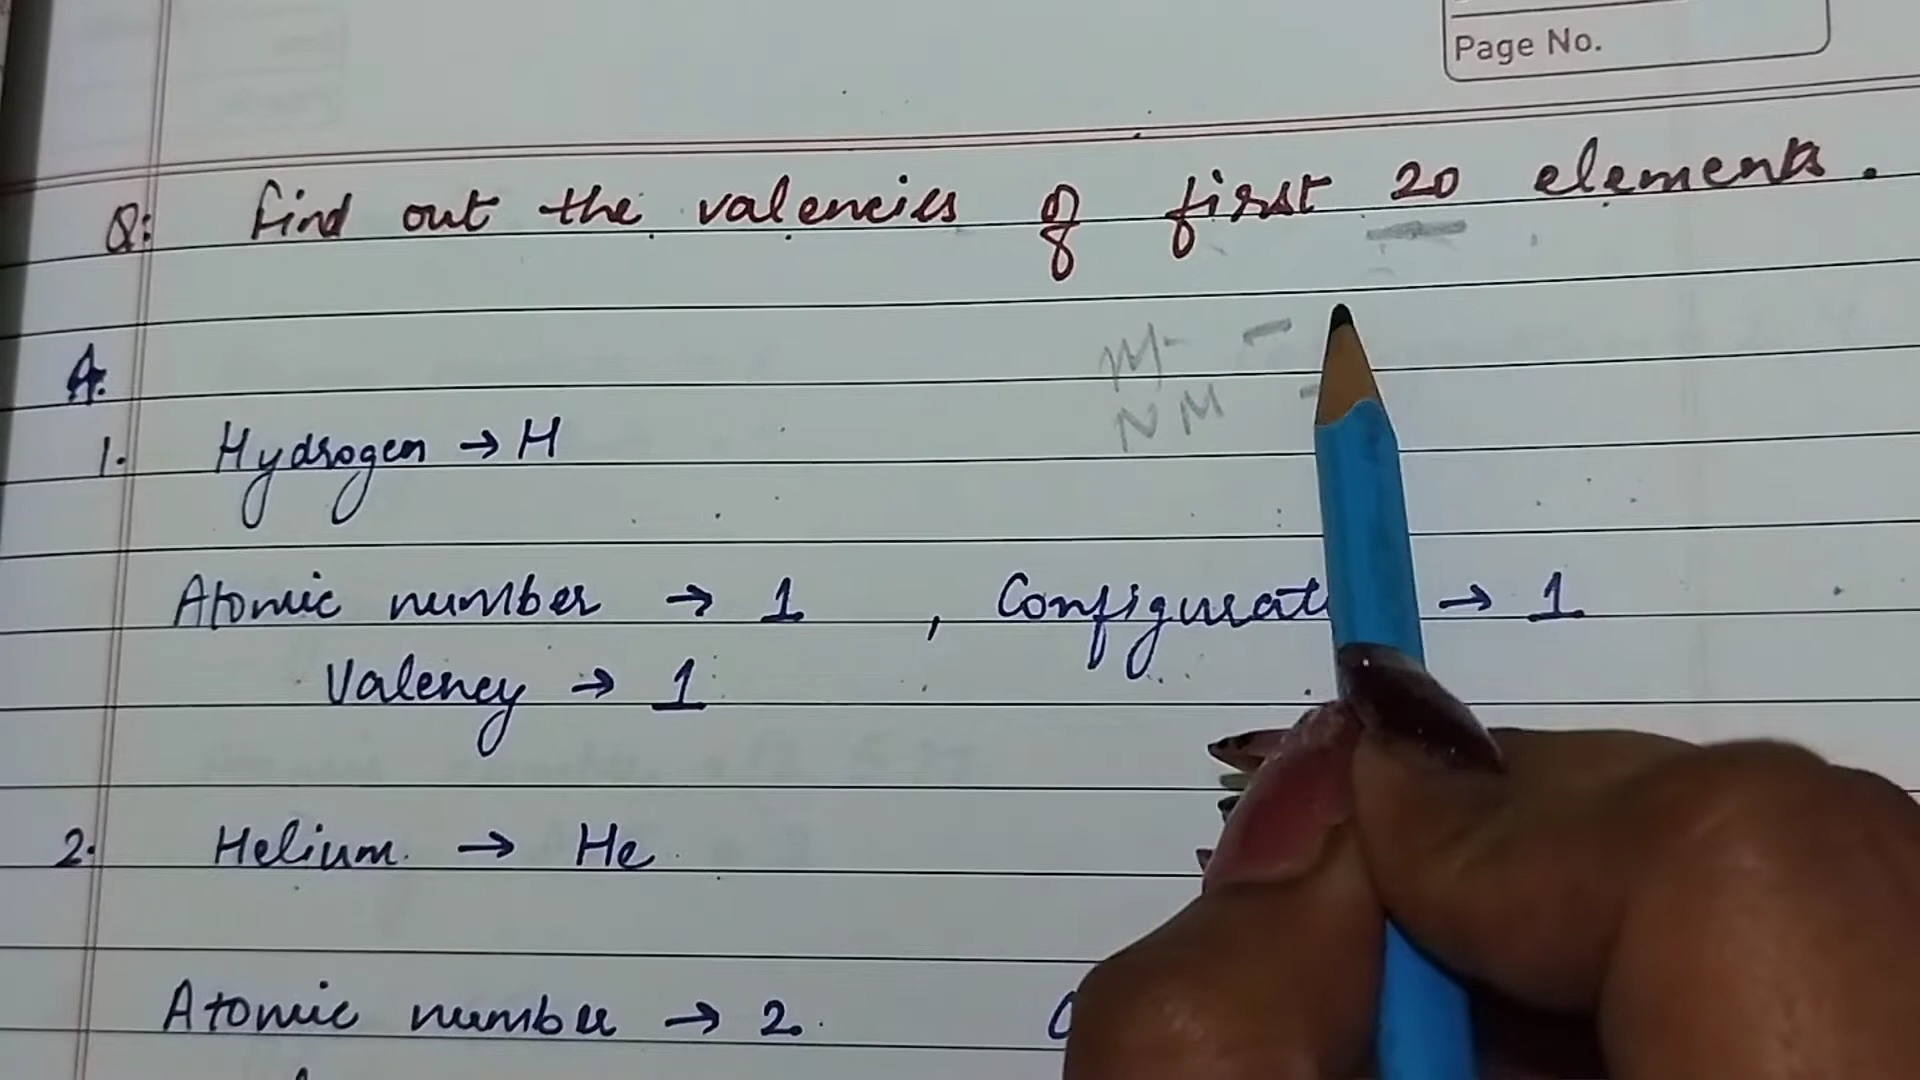 Page No.
Q: Find out the valencies of first 20 elements.
M -
NM -
A.
1. Hydrogen → H
Atomic number → 1 , Configurat → 1
Valency → 1
2. Helium → He
Atomic number → 2